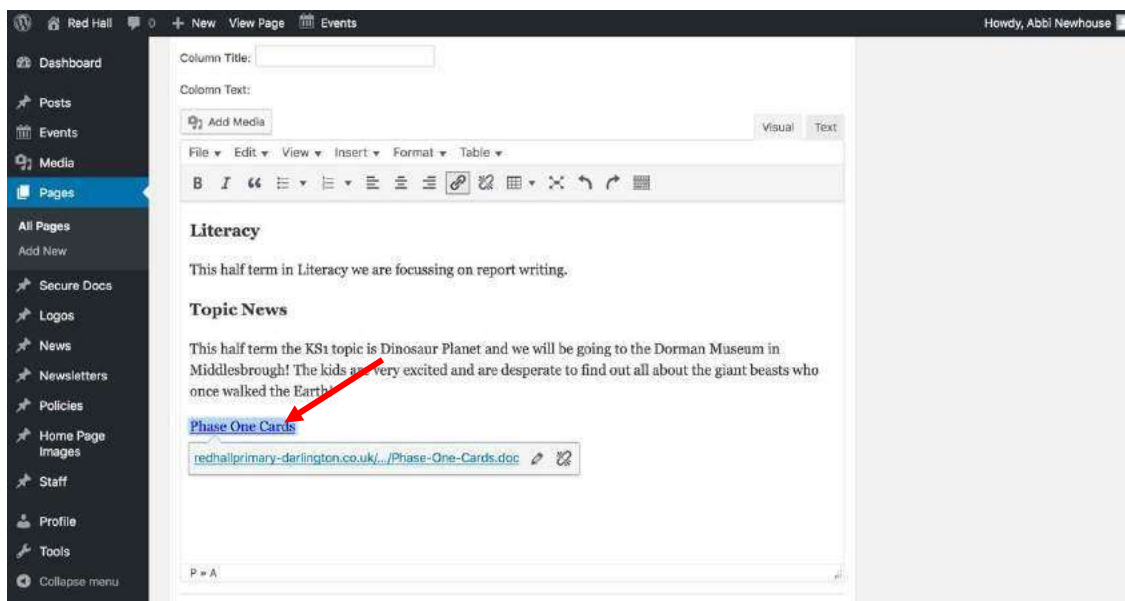 Red Hall 0 + New View Page Events Howdy, Abbi Newhouse
Dashboard
Posts
Events
Media
Pages
All Pages
Add New
Secure Docs
Logos
News
Newsletters
Policies
Home Page
Images
Staff
Profile
Tools
Collapse menu
Column Title:
Colomn Text:
Add Media
Visual Text
File Edit View Insert Format Table
B I
Literacy
This half term in Literacy we are focussing on report writing.
Topic News
This half term the KS1 topic is Dinosaur Planet and we will be going to the Dorman Museum in
Middlesbrough! The kids are very excited and are desperate to find out all about the giant beasts who
once walked the Earth!
Phase One Cards
redhallprimary-darlington.co.uk/.../Phase-One-Cards.doc
P » A